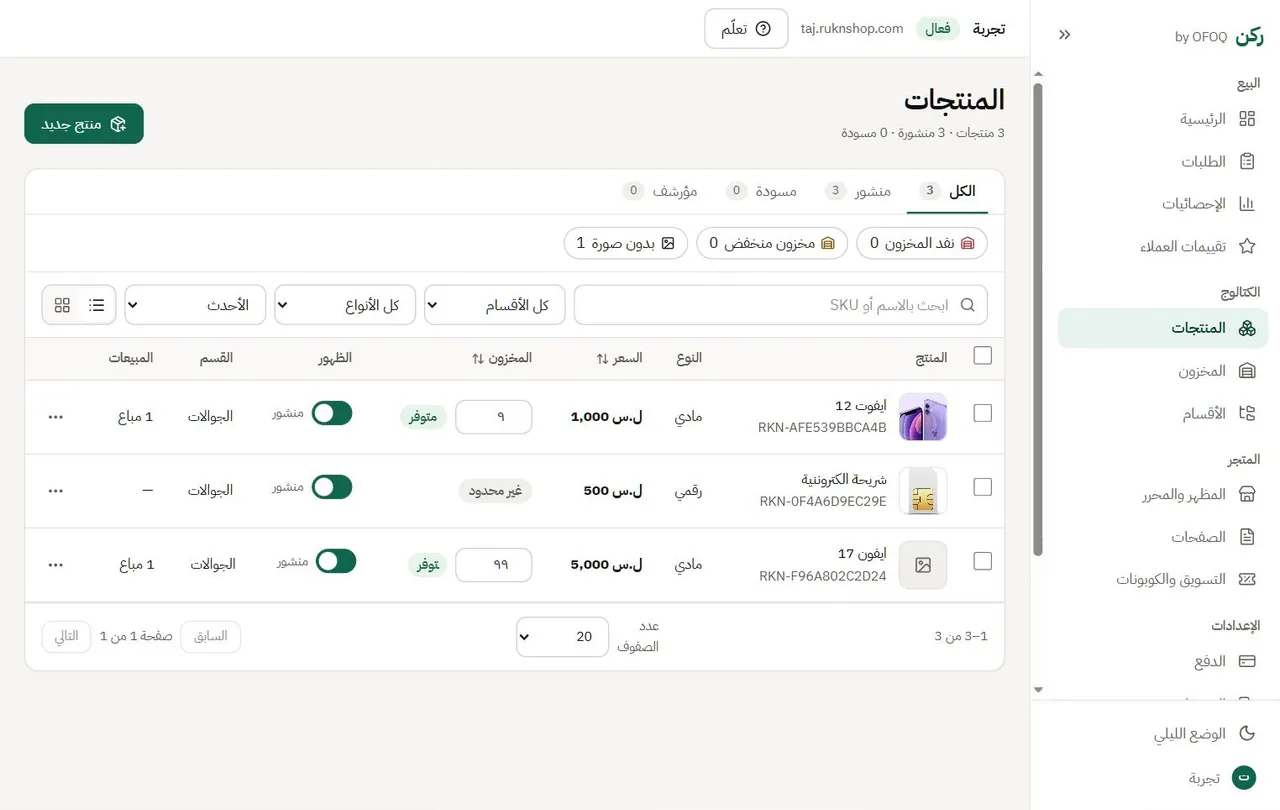 ركن by OFOQ
البيع
الرئيسية
الطلبات
الإحصائيات
تقييمات العملاء
الكتالوج
المنتجات
المخزون
الأقسام
المتجر
المظهر والمحرر
الصفحات
التسويق والكوبونات
الإعدادات
الدفع
الوضع الليلي
ت تجربة
تجربة فعال taj.ruknshop.com تعلّم
المنتجات
3 منتجات · 3 منشورة · 0 مسودة
منتج جديد
الكل 3 منشور 3 مسودة 0 مؤرشف 0
نفد المخزون 0 مخزون منخفض 0 بدون صورة 1
ابحث بالاسم أو SKU كل الأقسام كل الأنواع الأحدث
المنتج النوع السعر المخزون الظهور القسم المبيعات
ايفوت 12
RKN-AFE539BBCA4B
مادي ل.س 1,000 ٩ متوفر منشور الجوالات 1 مباع
شريحة الكتروننية
RKN-0F4A6D9EC29E
رقمي ل.س 500 غير محدود منشور الجوالات —
ايفون 17
RKN-F96A802C2D24
مادي ل.س 5,000 ٩٩ توفر منشور الجوالات 1 مباع
1–3 من 3 عدد الصفوف 20 السابق صفحة 1 من 1 التالي